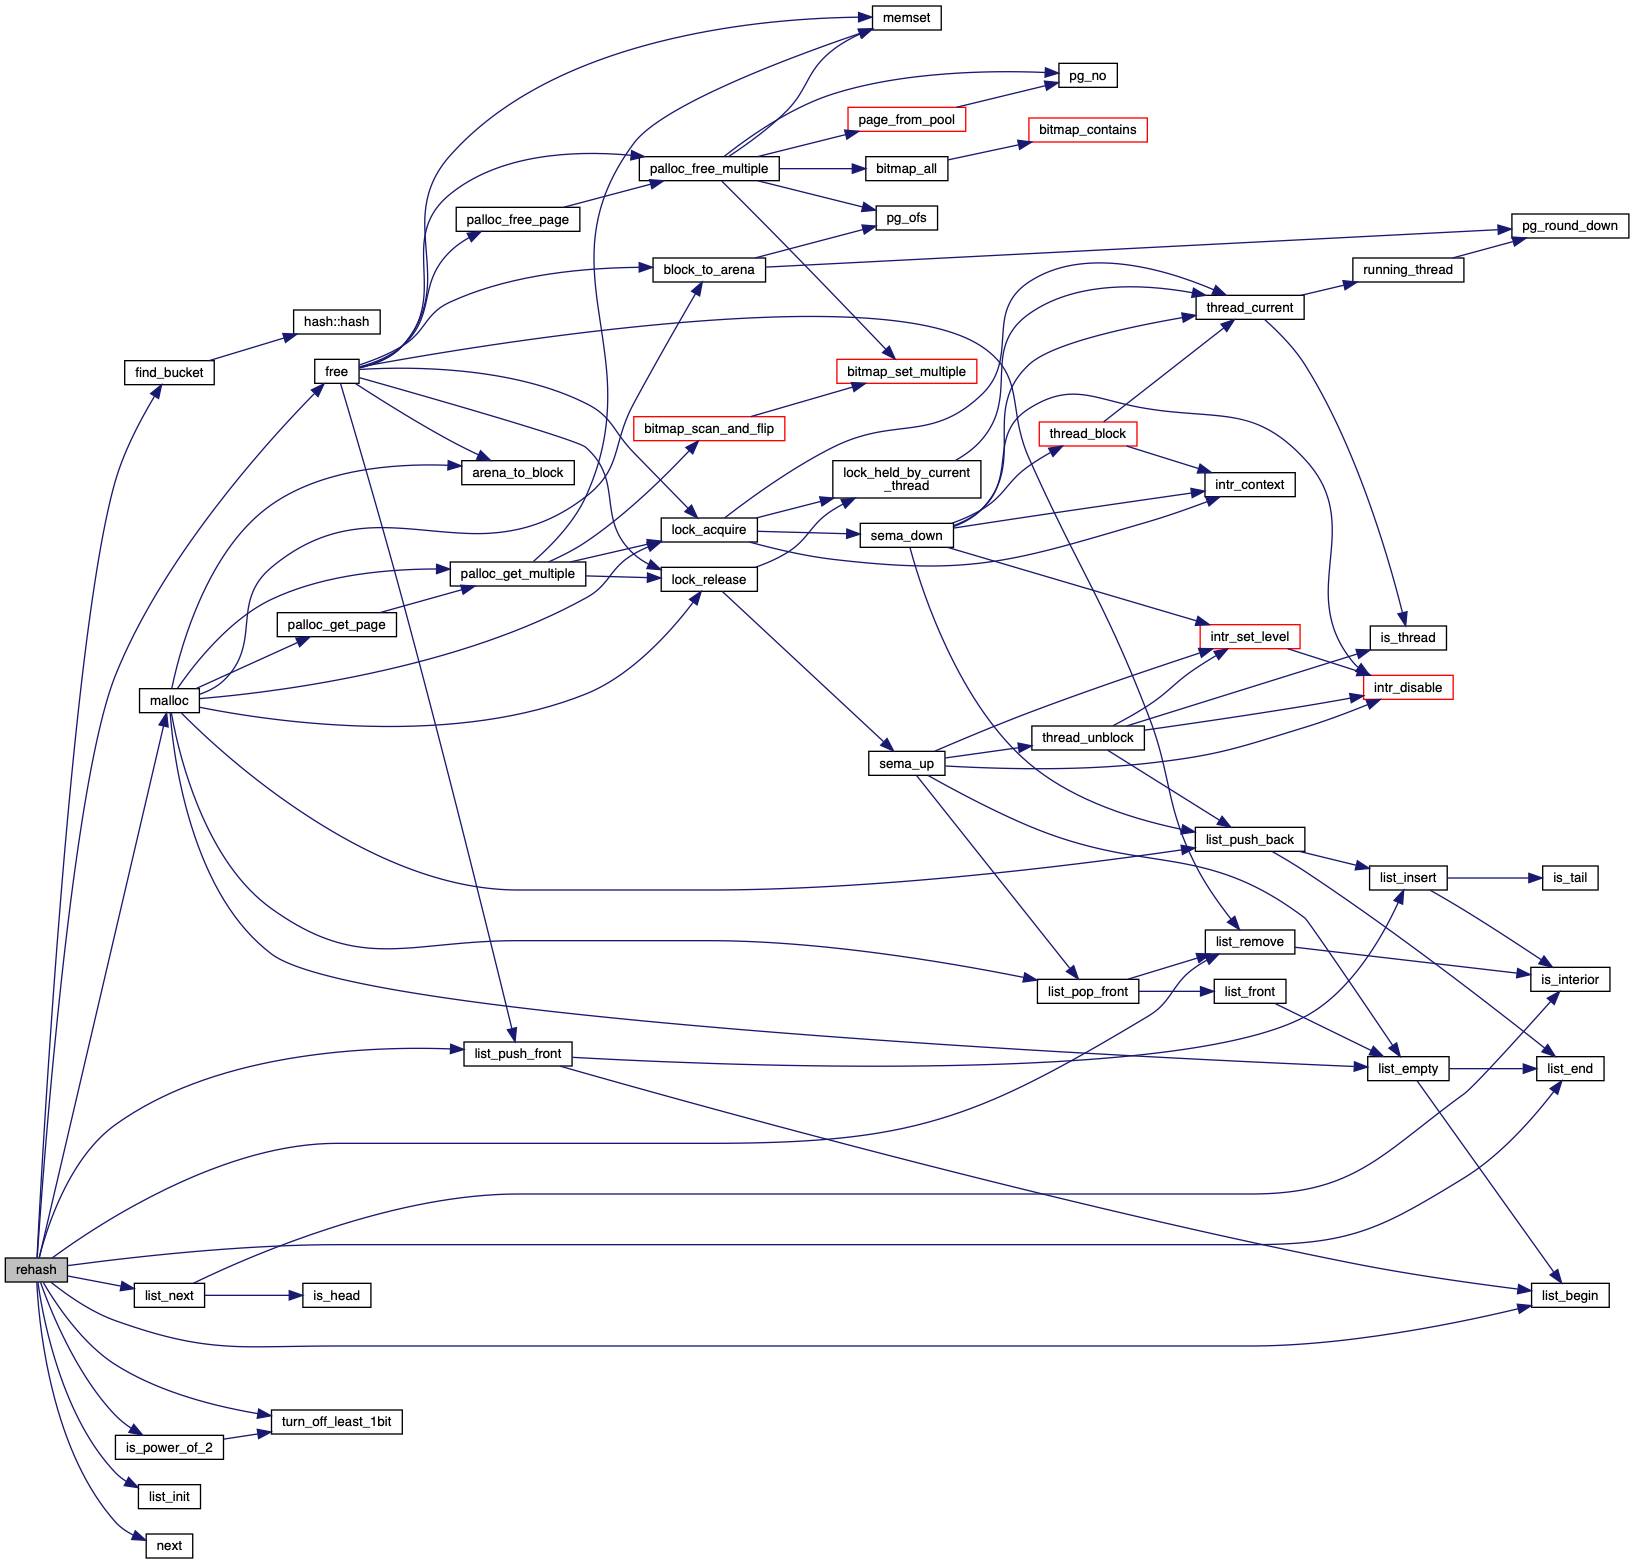 memset
pg_no
page_from_pool
bitmap_contains
palloc_free_multiple
bitmap_all
palloc_free_page
pg_ofs
pg_round_down
block_to_arena
running_thread
thread_current
hash::hash
find_bucket
free
bitmap_set_multiple
bitmap_scan_and_flip
thread_block
arena_to_block
lock_held_by_current
_thread
intr_context
lock_acquire
sema_down
palloc_get_multiple
lock_release
palloc_get_page
intr_set_level
is_thread
malloc
intr_disable
thread_unblock
sema_up
list_push_back
list_insert
is_tail
list_remove
is_interior
list_pop_front
list_front
list_push_front
list_empty
list_end
rehash
list_next
is_head
list_begin
turn_off_least_1bit
is_power_of_2
list_init
next